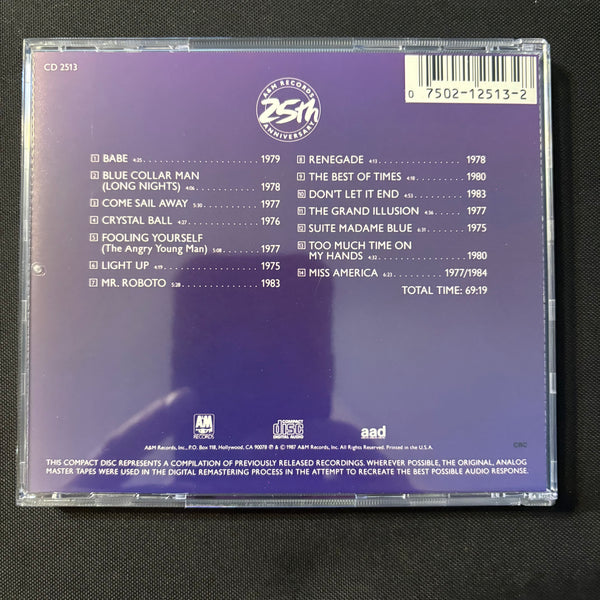 CD 2513
A&M RECORDS
25th
ANNIVERSARY
0 7502-12513-2
1 BABE 4:25 1979
2 BLUE COLLAR MAN
(LONG NIGHTS) 4:06 1978
3 COME SAIL AWAY 5:30 1977
4 CRYSTAL BALL 4:27 1976
5 FOOLING YOURSELF
(The Angry Young Man) 5:08 1977
6 LIGHT UP 4:19 1975
7 MR. ROBOTO 5:28 1983
8 RENEGADE 4:13 1978
9 THE BEST OF TIMES 4:18 1980
10 DON'T LET IT END 4:53 1983
11 THE GRAND ILLUSION 4:36 1977
12 SUITE MADAME BLUE 6:31 1975
13 TOO MUCH TIME ON
MY HANDS 4:32 1980
14 MISS AMERICA 6:23 1977/1984
TOTAL TIME: 69:19
A&M
RECORDS
COMPACT
disc
DIGITAL AUDIO
aad
A&M Records, Inc., P.O. Box 118, Hollywood, CA 90078 ℗ & © 1987 A&M Records, Inc. All Rights Reserved. Printed in the U.S.A.
THIS COMPACT DISC REPRESENTS A COMPILATION OF PREVIOUSLY RELEASED RECORDINGS. WHEREVER POSSIBLE, THE ORIGINAL, ANALOG
MASTER TAPES WERE USED IN THE DIGITAL REMASTERING PROCESS IN THE ATTEMPT TO RECREATE THE BEST POSSIBLE AUDIO RESPONSE.